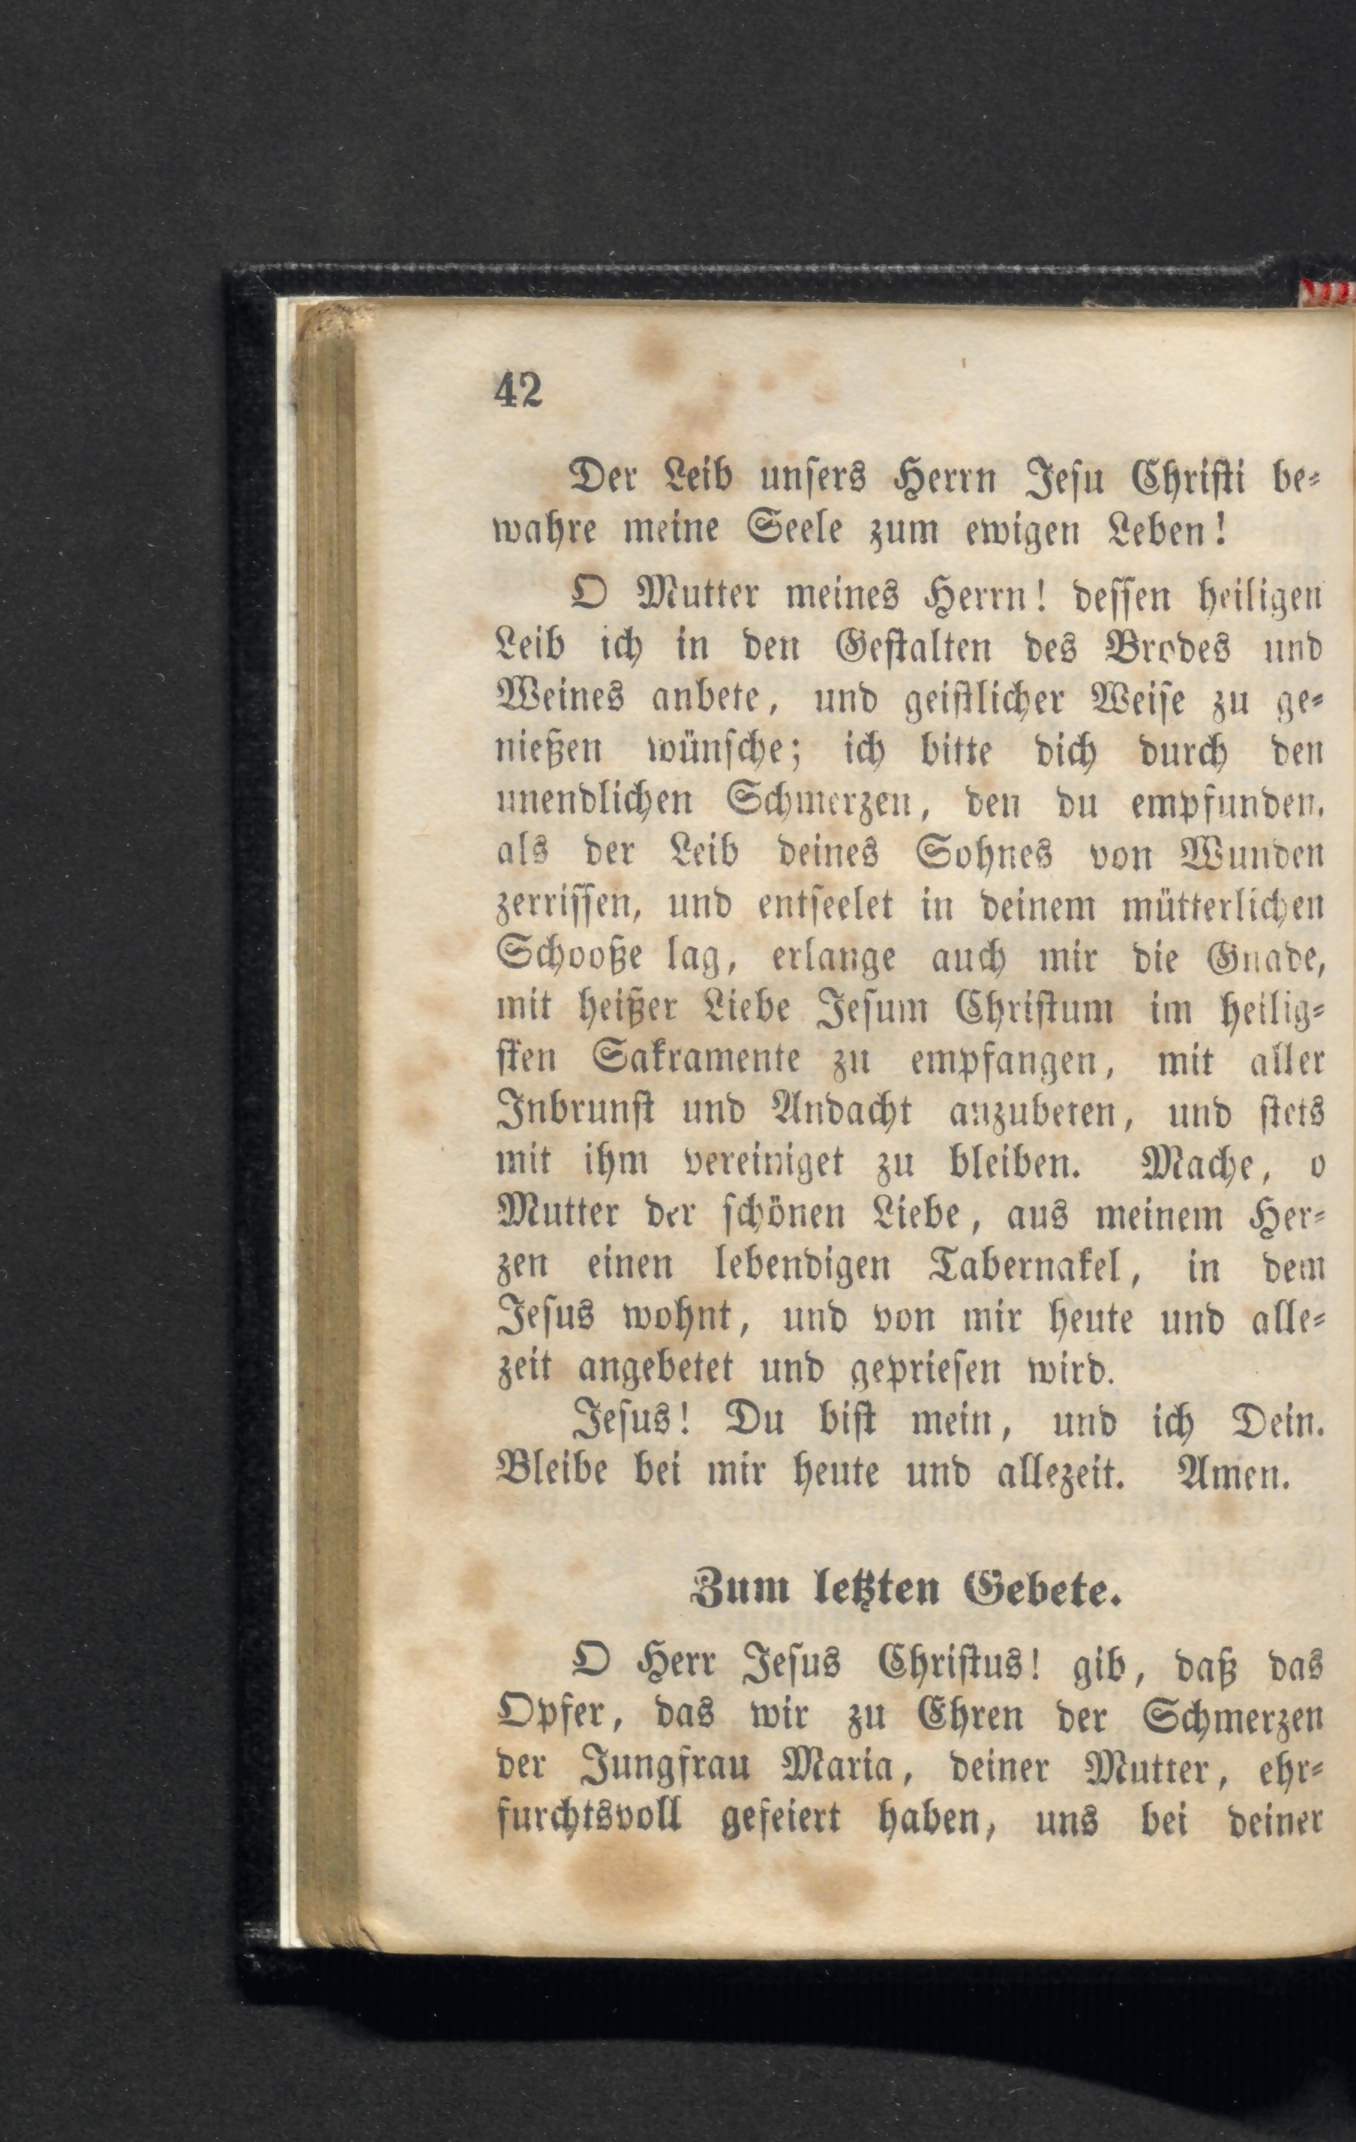 42
Der Leib unsers Herrn Jesu Christi be-
wahre meine Seele zum ewigen Leben!
O Mutter meines Herrn! dessen heiligen
Leib ich in den Gestalten des Brodes und
Weines anbete, und geistlicher Weise zu ge-
nießen wünsche; ich bitte dich durch den
unendlichen Schmerzen, den du empfunden,
als der Leib deines Sohnes von Wunden
zerrissen, und entseelet in deinem mütterlichen
Schooße lag, erlange auch mir die Gnade,
mit heißer Liebe Jesum Christum im heilig-
sten Sakramente zu empfangen, mit aller
Inbrunst und Andacht anzubeten, und stets
mit ihm vereiniget zu bleiben. Mache, o
Mutter der schönen Liebe, aus meinem Her-
zen einen lebendigen Tabernakel, in dem
Jesus wohnt, und von mir heute und alle-
zeit angebetet und gepriesen wird.
Jesus! Du bist mein, und ich Dein.
Bleibe bei mir heute und allezeit. Amen.
Zum letzten Gebete.
O Herr Jesus Christus! gib, daß das
Opfer, das wir zu Ehren der Schmerzen
der Jungfrau Maria, deiner Mutter, ehr-
furchtsvoll gefeiert haben, uns bei deiner